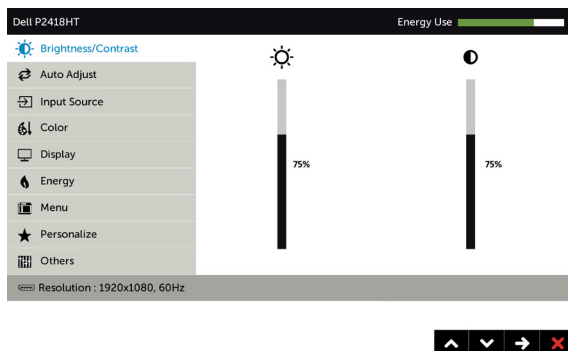 Dell P2418HT
Energy Use
Brightness/Contrast
Auto Adjust
Input Source
Color
Display
Energy
Menu
Personalize
Others
75%
75%
Resolution : 1920x1080, 60Hz